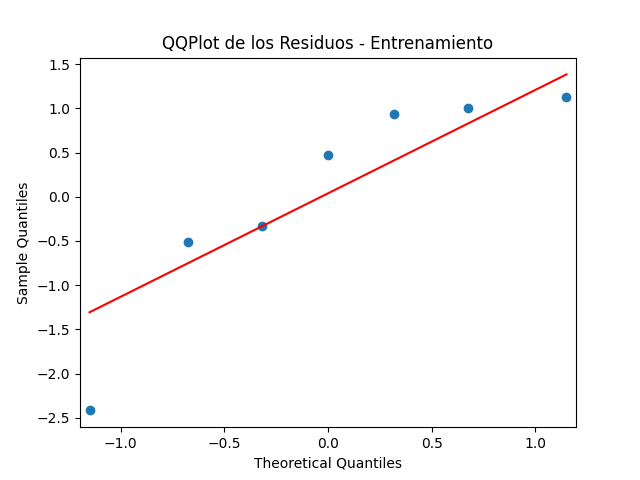 QQPlot de los Residuos - Entrenamiento
1.5
1.0
0.5
0.0
−0.5
−1.0
−1.5
−2.0
−2.5
Sample Quantiles
−1.0 −0.5 0.0 0.5 1.0
Theoretical Quantiles